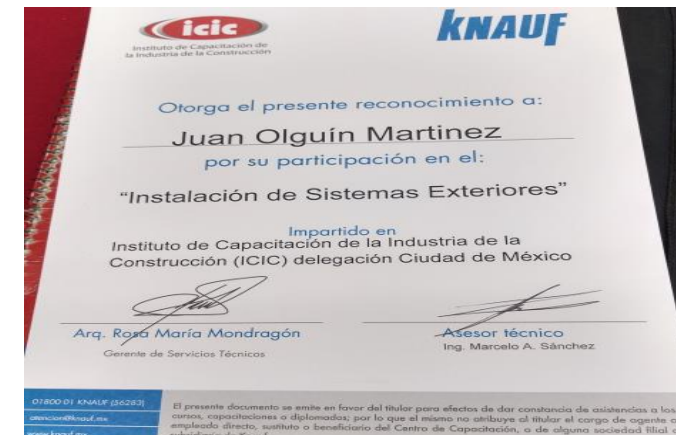 icic
Instituto de Capacitación de
la Industria de la Construcción
KNAUF
Otorga el presente reconocimiento a:
Juan Olguín Martinez
por su participación en el:
“Instalación de Sistemas Exteriores”
Impartido en
Instituto de Capacitación de la Industria de la
Construcción (ICIC) delegación Ciudad de México
Arq. Rosa María Mondragón
Gerente de Servicios Técnicos
Asesor técnico
Ing. Marcelo A. Sánchez
01800 01 KNAUF (56283)
atencion@knauf.mx
www.knauf.mx
El presente documento se emite en favor del titular para efectos de dar constancia de asistencias a los
cursos, capacitaciones o diplomados; por lo que el mismo no atribuye al titular el cargo de agente o
empleado directo, sustituto o beneficiario del Centro de Capacitación, o de alguna sociedad filial o